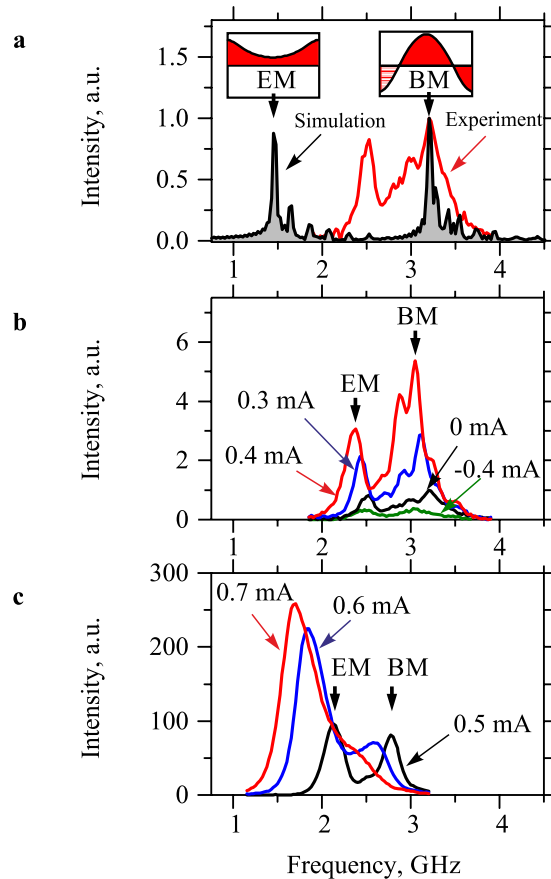 a
Intensity, a.u.
1.5
1.0
0.5
0.0
EM
BM
Simulation
Experiment
1 2 3 4
b
Intensity, a.u.
6
4
2
0
BM
EM
0.3 mA
0.4 mA
0 mA
-0.4 mA
1 2 3 4
c
Intensity, a.u.
300
200
100
0
0.7 mA
0.6 mA
EM
BM
0.5 mA
1 2 3 4
Frequency, GHz